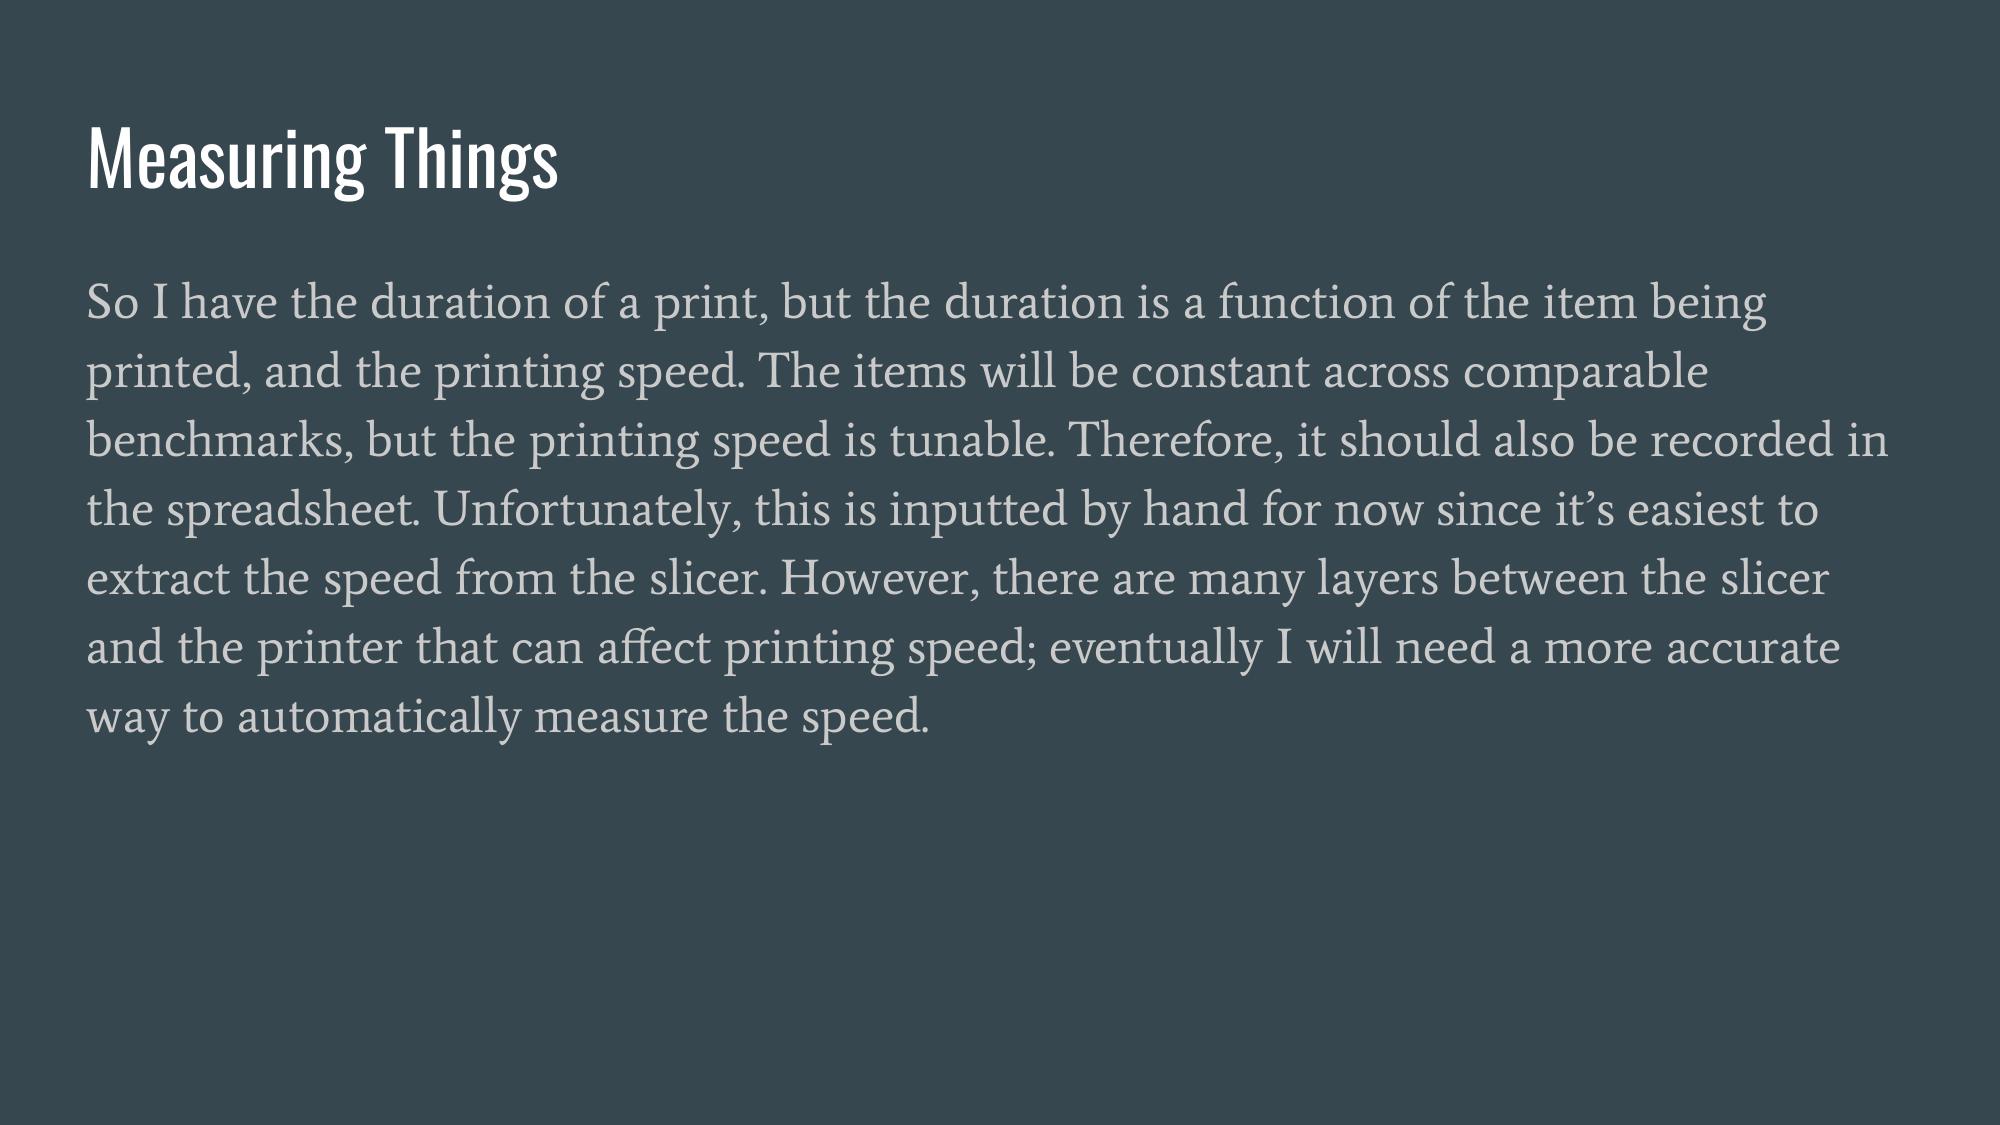 Measuring Things
So I have the duration of a print, but the duration is a function of the item being
printed, and the printing speed. The items will be constant across comparable
benchmarks, but the printing speed is tunable. Therefore, it should also be recorded in
the spreadsheet. Unfortunately, this is inputted by hand for now since it’s easiest to
extract the speed from the slicer. However, there are many layers between the slicer
and the printer that can affect printing speed; eventually I will need a more accurate
way to automatically measure the speed.